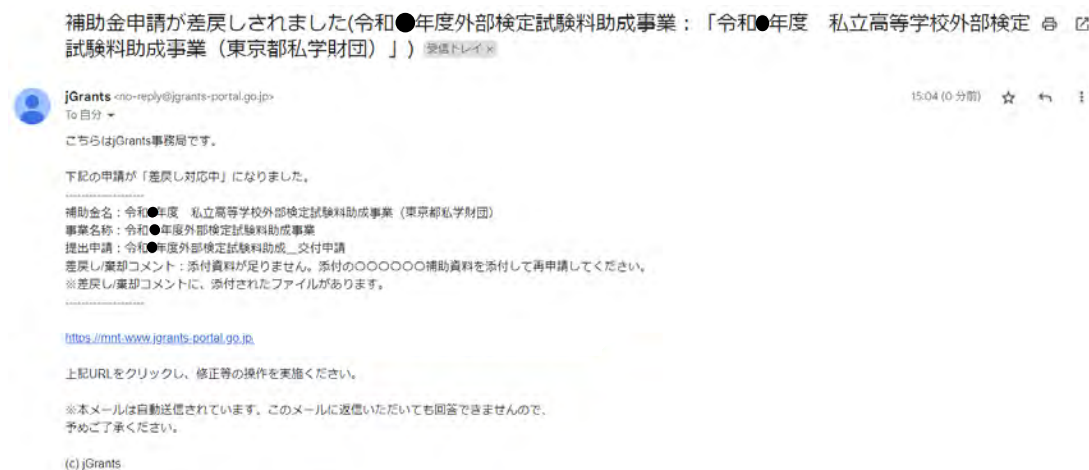 補助金申請が差戻しされました(令和●年度外部検定試験料助成事業：「令和●年度　私立高等学校外部検定
試験料助成事業（東京都私学財団）」) 受信トレイ×
jGrants <no-reply@jgrants-portal.go.jp>
15:04 (0 分前)
To 自分
こちらはjGrants事務局です。
下記の申請が「差戻し対応中」になりました。
--------------------
補助金名：令和●年度　私立高等学校外部検定試験料助成事業（東京都私学財団）
事業名称：令和●年度外部検定試験料助成事業
提出申請：令和●年度外部検定試験料助成__交付申請
差戻し/棄却コメント：添付資料が足りません。添付の〇〇〇〇〇〇補助資料を添付して再申請してください。
※差戻し/棄却コメントに、添付されたファイルがあります。
--------------------
https://mnt-www.jgrants-portal.go.jp.
上記URLをクリックし、修正等の操作を実施ください。
※本メールは自動送信されています、このメールに返信いただいても回答できませんので、
予めご了承ください。
(c) jGrants